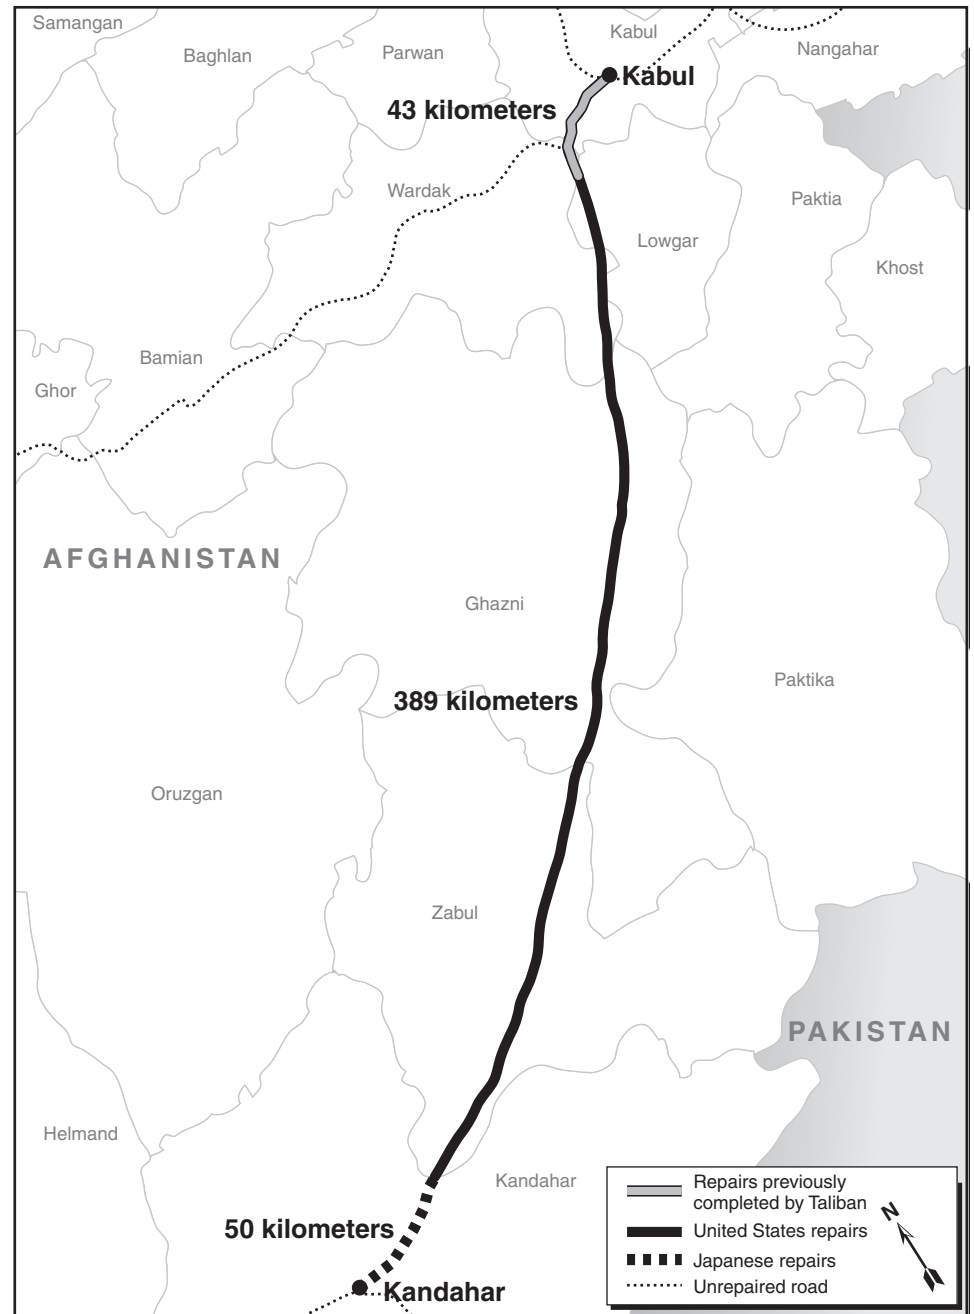 Samangan
Kabul
Baghlan
Parwan
Nangahar
Kabul
43 kilometers
Wardak
Paktia
Lowgar
Khost
Bamian
Ghor
AFGHANISTAN
Ghazni
Paktika
389 kilometers
Oruzgan
Zabul
PAKISTAN
Helmand
Kandahar
50 kilometers
Kandahar
Repairs previously
completed by Taliban
United States repairs
Japanese repairs
Unrepaired road
N